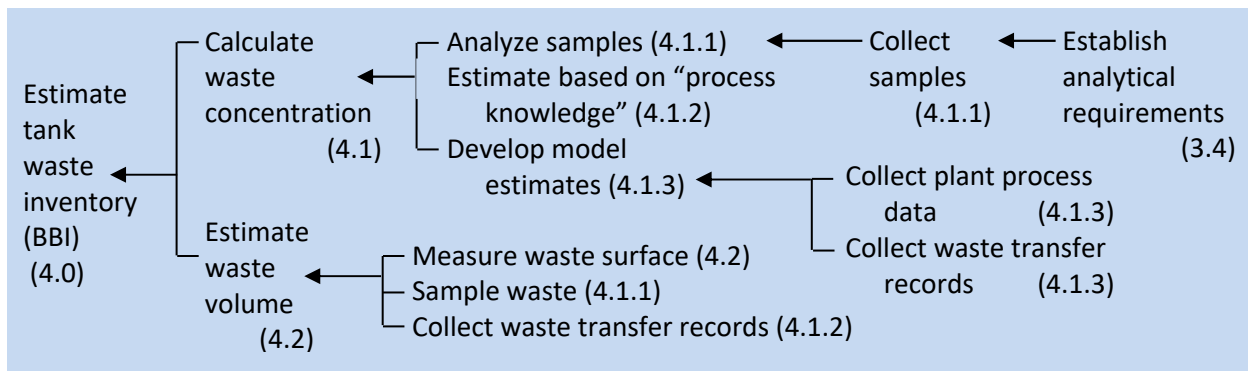 Estimate
tank
waste
inventory
(BBI)
(4.0)
Calculate
waste
concentration
(4.1)
Estimate
waste
volume
(4.2)
Analyze samples (4.1.1)
Estimate based on “process
knowledge” (4.1.2)
Develop model
estimates (4.1.3)
Collect
samples
(4.1.1)
Establish
analytical
requirements
(3.4)
Collect plant process
data (4.1.3)
Collect waste transfer
records (4.1.3)
Measure waste surface (4.2)
Sample waste (4.1.1)
Collect waste transfer records (4.1.2)